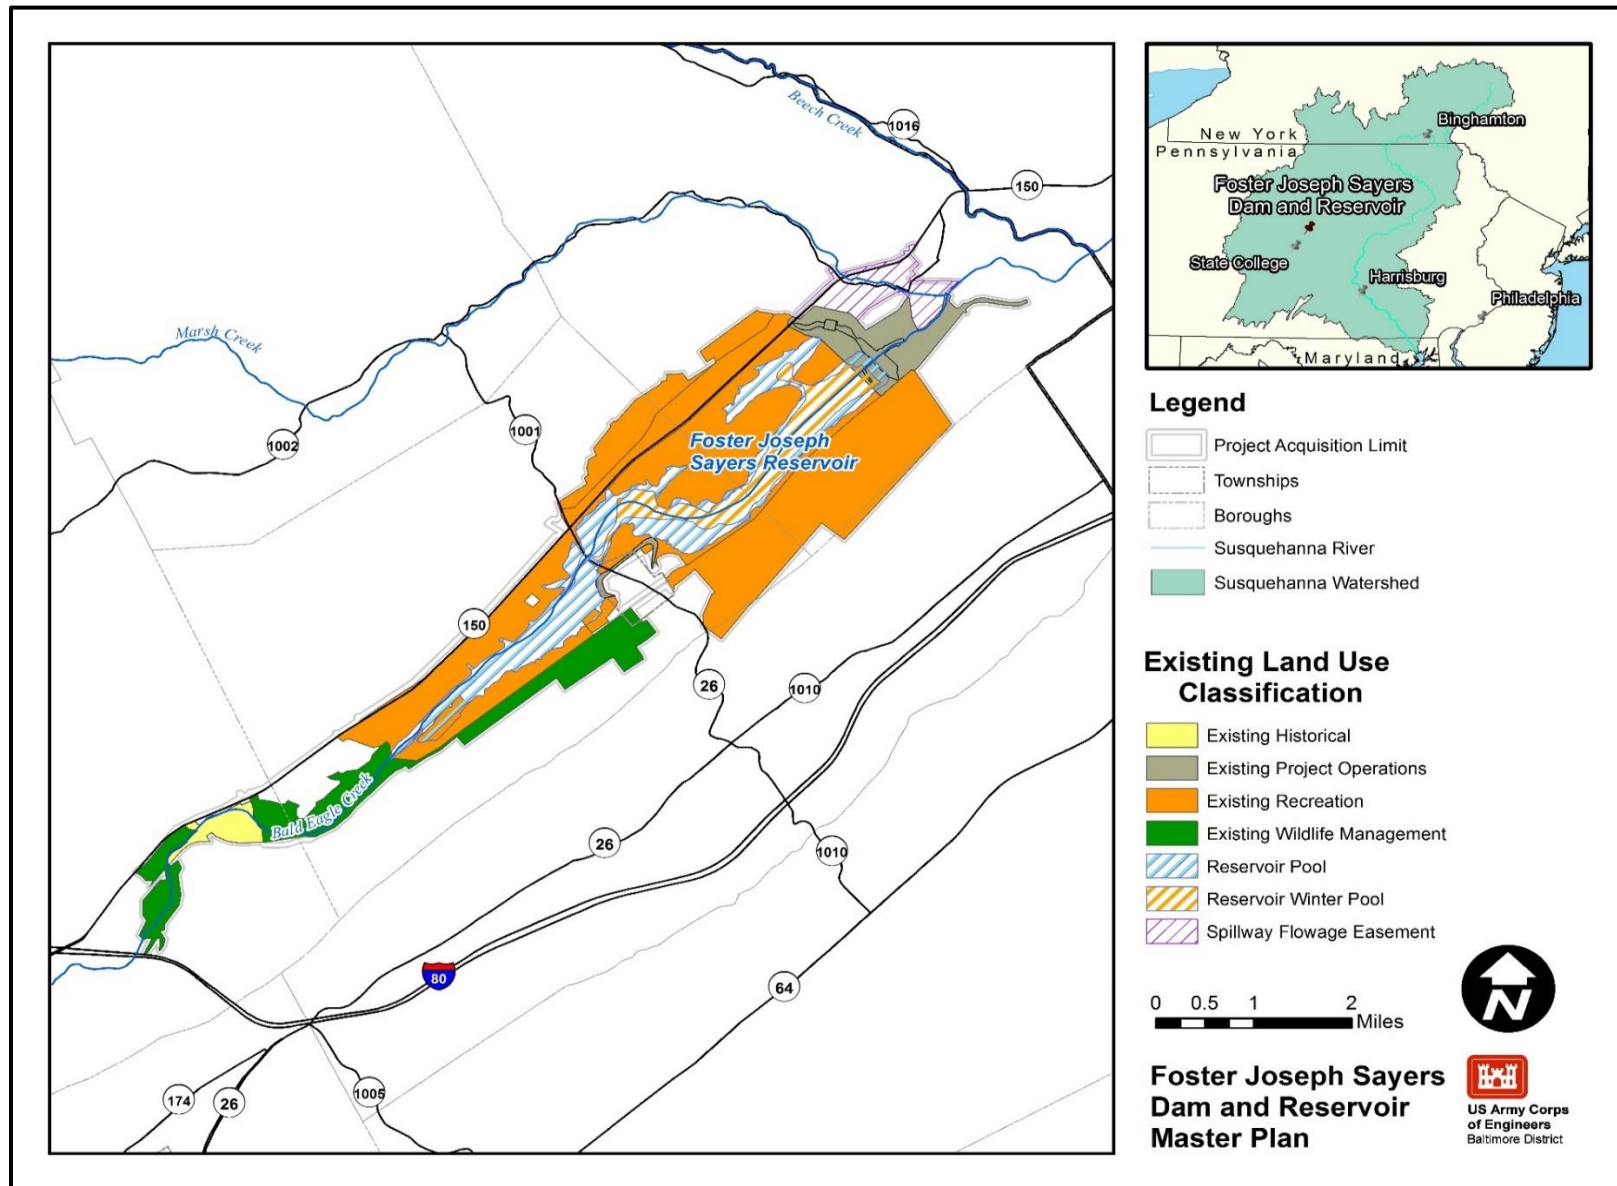 Beech Creek
1016
150
Marsh Creek
1002
1001
Foster Joseph
Sayers Reservoir
150
26
1010
Bald Eagle Creek
26
1010
80
64
174
26
1005
Binghamton
New York
Pennsylvania
Foster Joseph Sayers
Dam and Reservoir
State College
Harrisburg
Philadelphia
Maryland
Legend
Project Acquisition Limit
Townships
Boroughs
Susquehanna River
Susquehanna Watershed
Existing Land Use
Classification
Existing Historical
Existing Project Operations
Existing Recreation
Existing Wildlife Management
Reservoir Pool
Reservoir Winter Pool
Spillway Flowage Easement
0 0.5 1 2
Miles
N
Foster Joseph Sayers
Dam and Reservoir
Master Plan
US Army Corps
of Engineers
Baltimore District